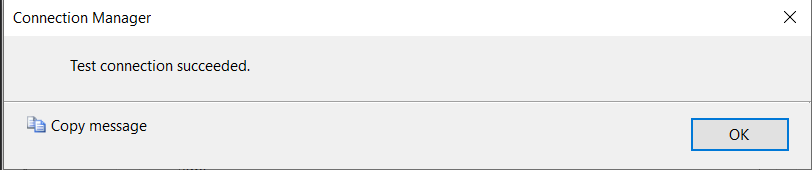 Connection Manager
Test connection succeeded.
Copy message
OK